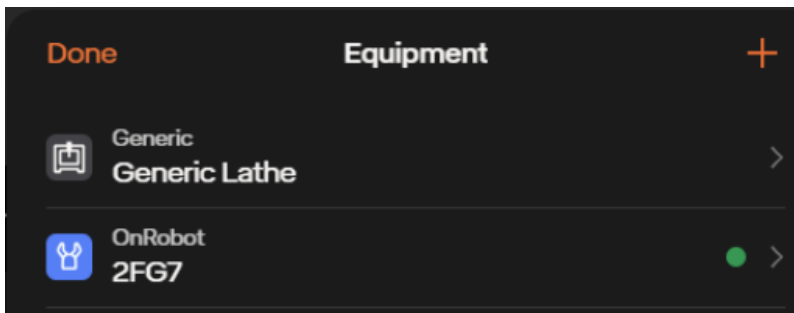 Done Equipment +
Generic
Generic Lathe
OnRobot
2FG7